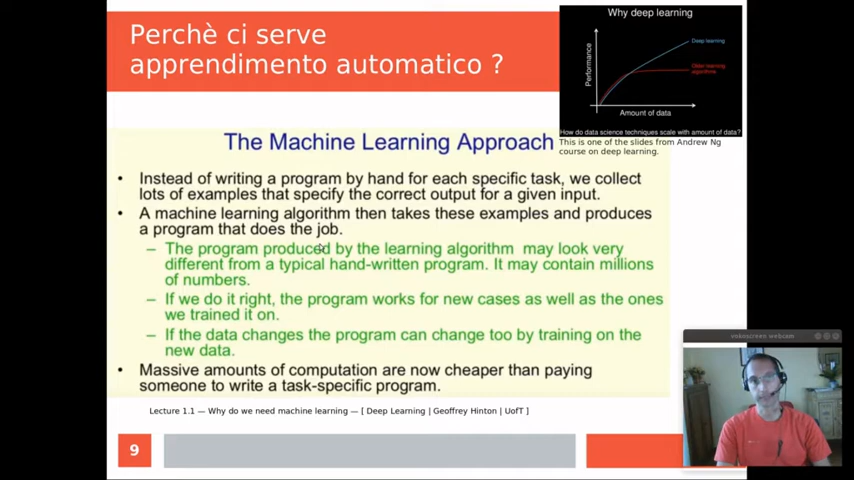 Perchè ci serve
apprendimento automatico ?
Why deep learning
Performance
Deep learning
Older learning
algorithms
Amount of data
How do data science techniques scale with amount of data?
This is one of the slides from Andrew Ng
course on deep learning.
The Machine Learning Approach
• Instead of writing a program by hand for each specific task, we collect
lots of examples that specify the correct output for a given input.
• A machine learning algorithm then takes these examples and produces
a program that does the job.
– The program produced by the learning algorithm may look very
different from a typical hand-written program. It may contain millions
of numbers.
– If we do it right, the program works for new cases as well as the ones
we trained it on.
– If the data changes the program can change too by training on the
new data.
• Massive amounts of computation are now cheaper than paying
someone to write a task-specific program.
Lecture 1.1 — Why do we need machine learning — [ Deep Learning | Geoffrey Hinton | UofT ]
9
vokoscreen webcam